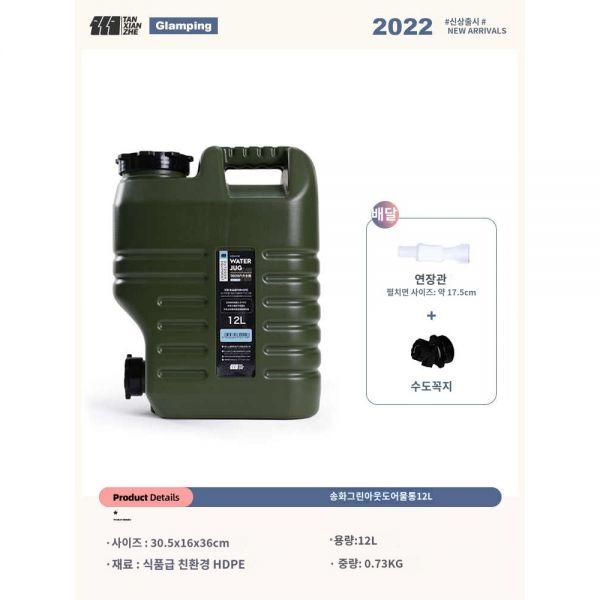 TAN
XIAN
ZHE
Glamping
2022
#신상출시 #
NEW ARRIVALS
WATER
JUG
12L
배달
연장관
펼치면 사이즈: 약 17.5cm
+
수도꼭지
Product Details
송화그린아웃도어물통12L
·사이즈 : 30.5x16x36cm
·용량:12L
·재료 : 식품급 친환경 HDPE
· 중량: 0.73KG